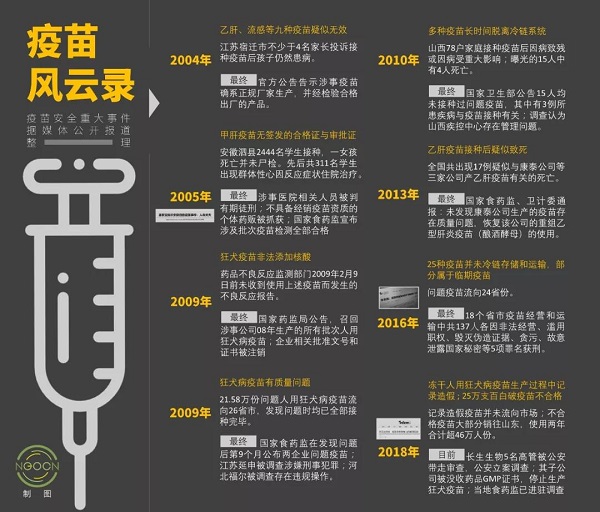 疫苗
风云录
疫苗安全重大事件
据媒体公开报道
整理
NGOCN
制图
2004年
乙肝、流感等九种疫苗疑似无效
江苏宿迁市不少于4名家长投诉接
种疫苗后孩子仍然患病。
最终 官方公告告示涉事疫苗
确系正规厂家生产，并经检验合格
出厂的产品。
2005年
甲肝疫苗无签发的合格证与审批证
安徽泗县2444名学生接种，一女孩
死亡并未尸检。先后共311名学生
出现群体性心因反应症状住院治疗。
最终 涉事医院相关人员被判
有期徒刑；不具备经销疫苗资质的
个体药贩被抓获；国家食药监宣布
涉及批次疫苗检测全部合格
2009年
狂犬疫苗非法添加核酸
药品不良反应监测部门2009年2月9
日前未收到使用上述疫苗而发生的
不良反应报告。
最终 国家药监局公告，召回
涉事公司08年生产的所有批次人用
狂犬病疫苗；企业相关批准文号和
证书被注销
2009年
狂犬病疫苗有质量问题
21.58万份问题人用狂犬病疫苗流
向26省市，发现问题时均已全部接
种完毕。
最终 国家食药监在发现问题
后第9个月公布两企业问题疫苗；
江苏延申被调查涉嫌刑事犯罪；河
北福尔被调查存在违规操作。
2010年
多种疫苗长时间脱离冷链系统
山西78户家庭接种疫苗后因病致残
或因病受重大影响；曝光的15人中
有4人死亡。
最终 国家卫生部公告15人均
未接种过问题疫苗，其中有3例所
患疾病与疫苗接种有关；调查认为
山西疾控中心存在管理问题。
2013年
乙肝疫苗接种后疑似致死
全国共出现17例疑似与康泰公司等
三家公司产乙肝疫苗有关的死亡。
最终 国家食药监、卫计委通
报：未发现康泰公司生产的疫苗存
在质量问题，恢复该公司的重组乙
型肝炎疫苗（酿酒酵母）的使用。
2016年
25种疫苗并未冷链存储和运输，部
分属于临期疫苗
问题疫苗流向24省份。
最终 18个省市疫苗经营和运
输中共137人各因非法经营、滥用
职权、毁灭伪造证据、贪污、故意
泄露国家秘密等5项罪名获刑。
2018年
冻干人用狂犬病疫苗生产过程中记
录造假；25万支百白破疫苗不合格
记录造假疫苗并未流向市场；不合
格疫苗大部分销往山东，使用两年
合计超46万人份。
目前 长生生物5名高管被公安
带走审查，公安立案调查；其子公
司被没收药品GMP证书，停止生产
狂犬疫苗；当地食药监已进驻调查